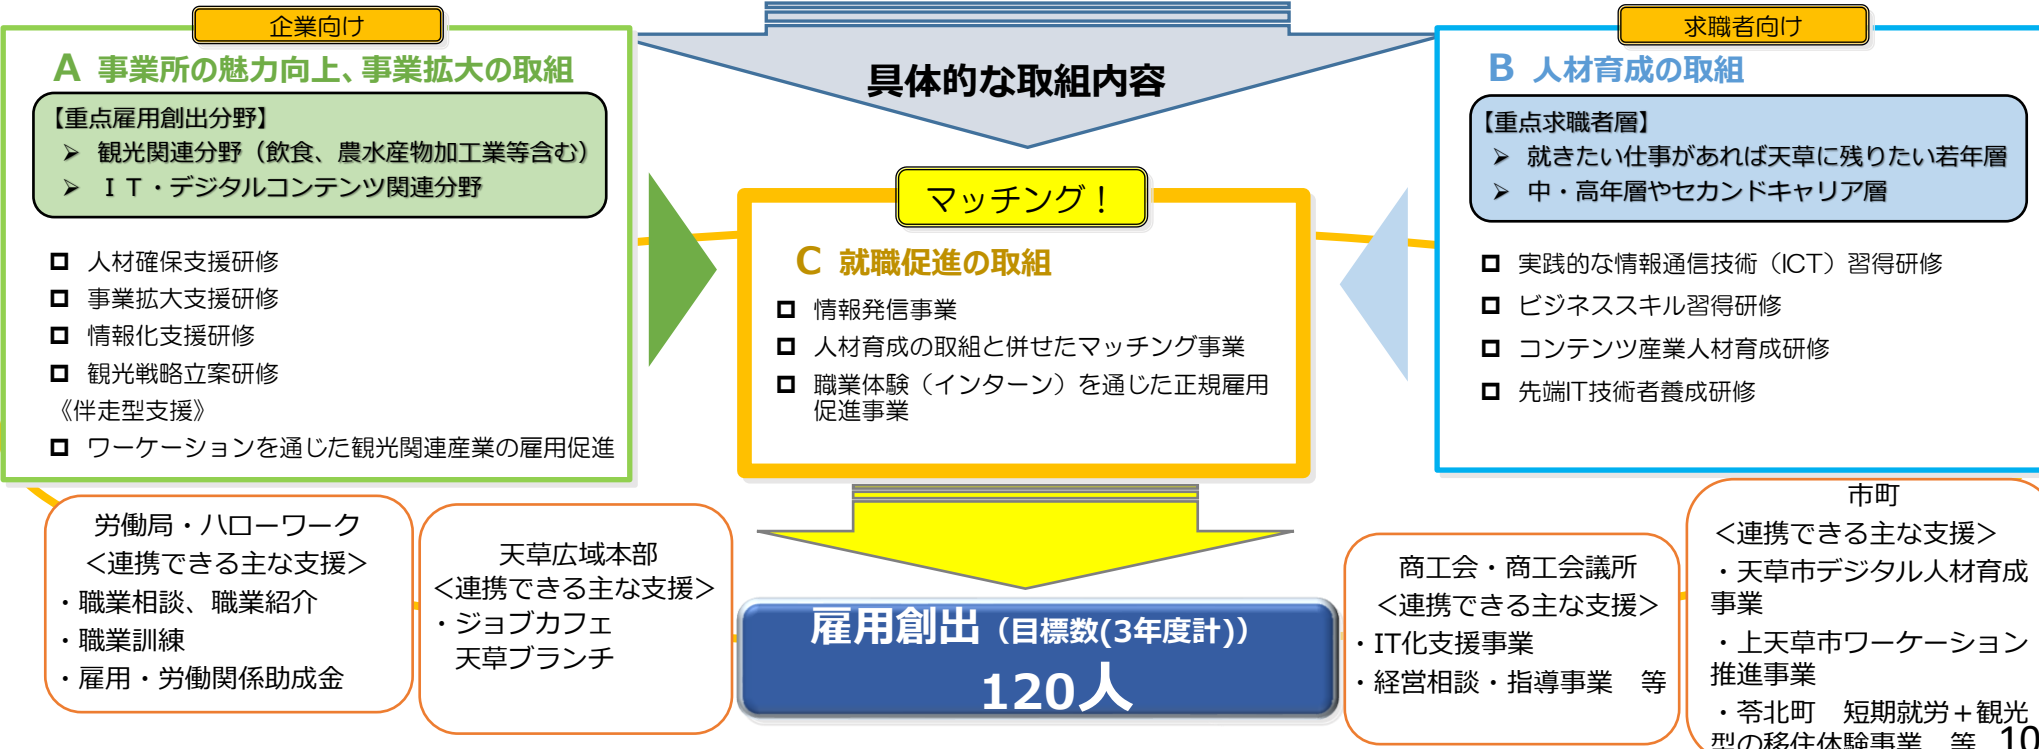 企業向け
A 事業所の魅力向上、事業拡大の取組
【重点雇用創出分野】
➢ 観光関連分野（飲食、農水産物加工業等含む）
➢ ＩＴ・デジタルコンテンツ関連分野
人材確保支援研修
事業拡大支援研修
情報化支援研修
観光戦略立案研修
《伴走型支援》
ワーケーションを通じた観光関連産業の雇用促進
具体的な取組内容
マッチング！
C 就職促進の取組
情報発信事業
人材育成の取組と併せたマッチング事業
職業体験（インターン）を通じた正規雇用
促進事業
求職者向け
B 人材育成の取組
【重点求職者層】
➢ 就きたい仕事があれば天草に残りたい若年層
➢ 中・高年層やセカンドキャリア層
実践的な情報通信技術（ICT）習得研修
ビジネススキル習得研修
コンテンツ産業人材育成研修
先端IT技術者養成研修
労働局・ハローワーク
＜連携できる主な支援＞
・職業相談、職業紹介
・職業訓練
・雇用・労働関係助成金
天草広域本部
＜連携できる主な支援＞
・ジョブカフェ
天草ブランチ
雇用創出（目標数(3年度計)）
120人
商工会・商工会議所
＜連携できる主な支援＞
・IT化支援事業
・経営相談・指導事業　等
市町
＜連携できる主な支援＞
・天草市デジタル人材育成
事業
・上天草市ワーケーション
推進事業
・苓北町　短期就労＋観光
型の移住体験事業　等
10